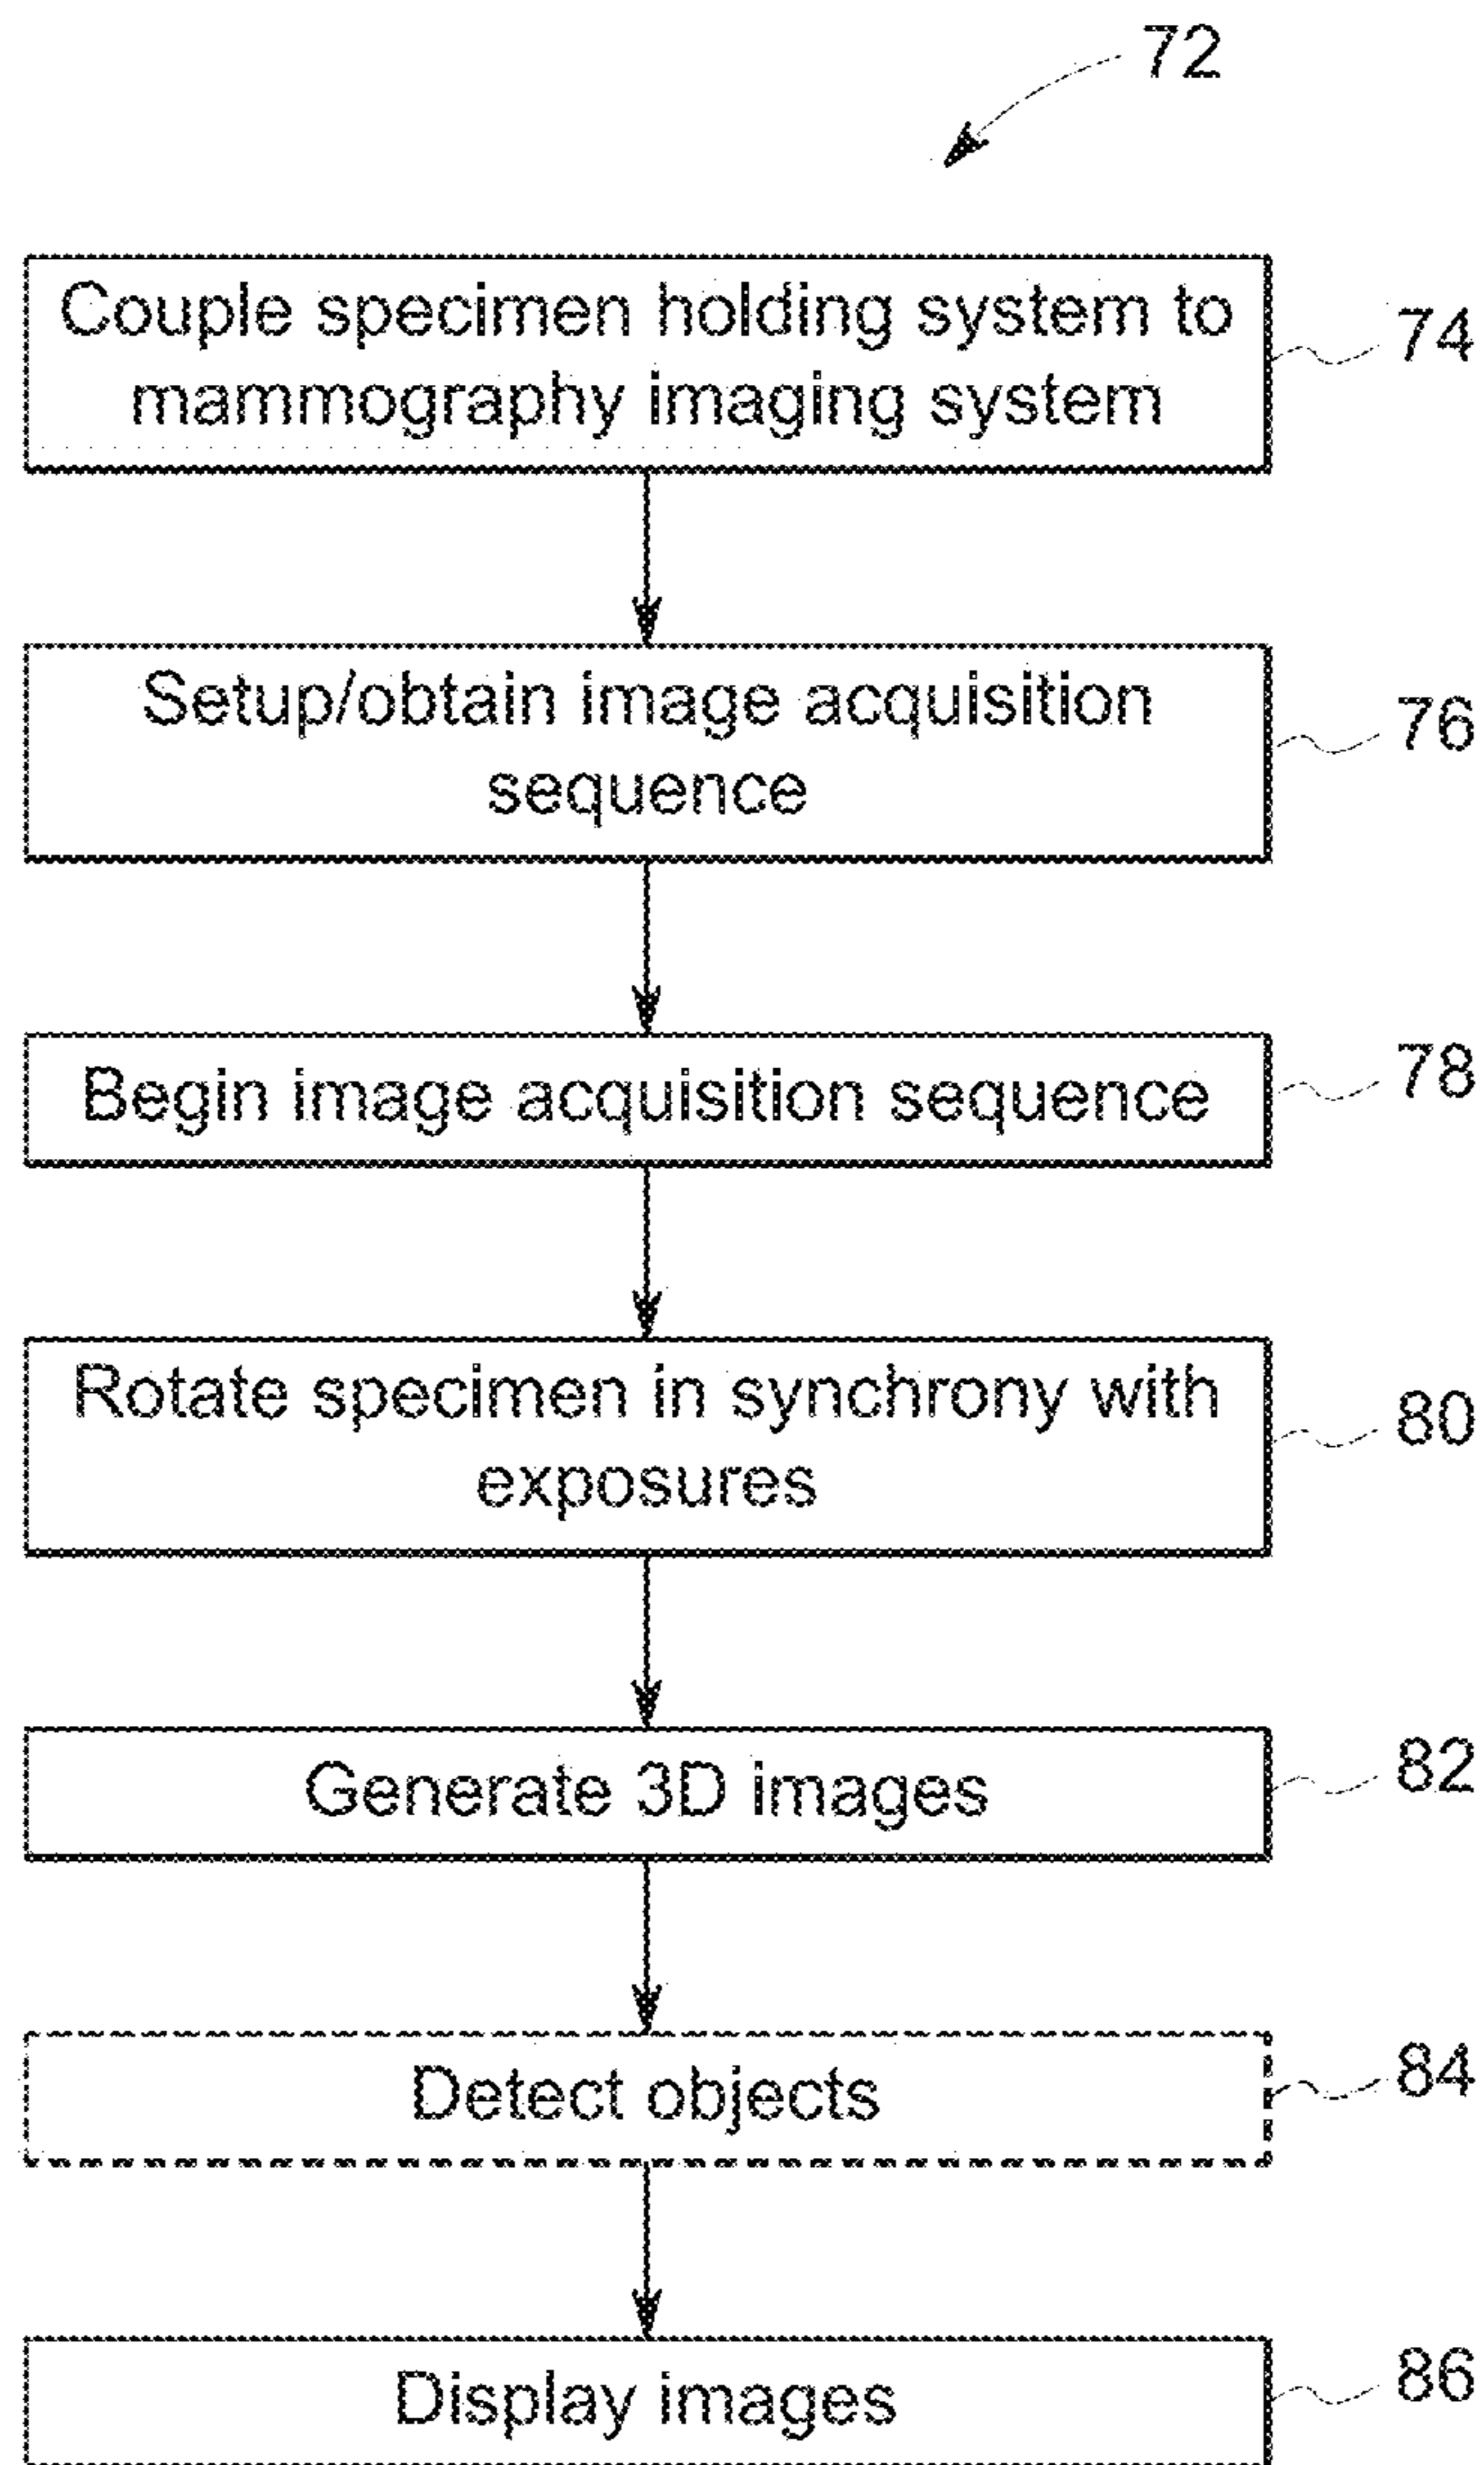 72
Couple specimen holding system to
mammography imaging system
74
Setup/obtain image acquisition
sequence
76
Begin image acquisition sequence
78
Rotate specimen in synchrony with
exposures
80
Generate 3D images
82
Detect objects
84
Display images
86